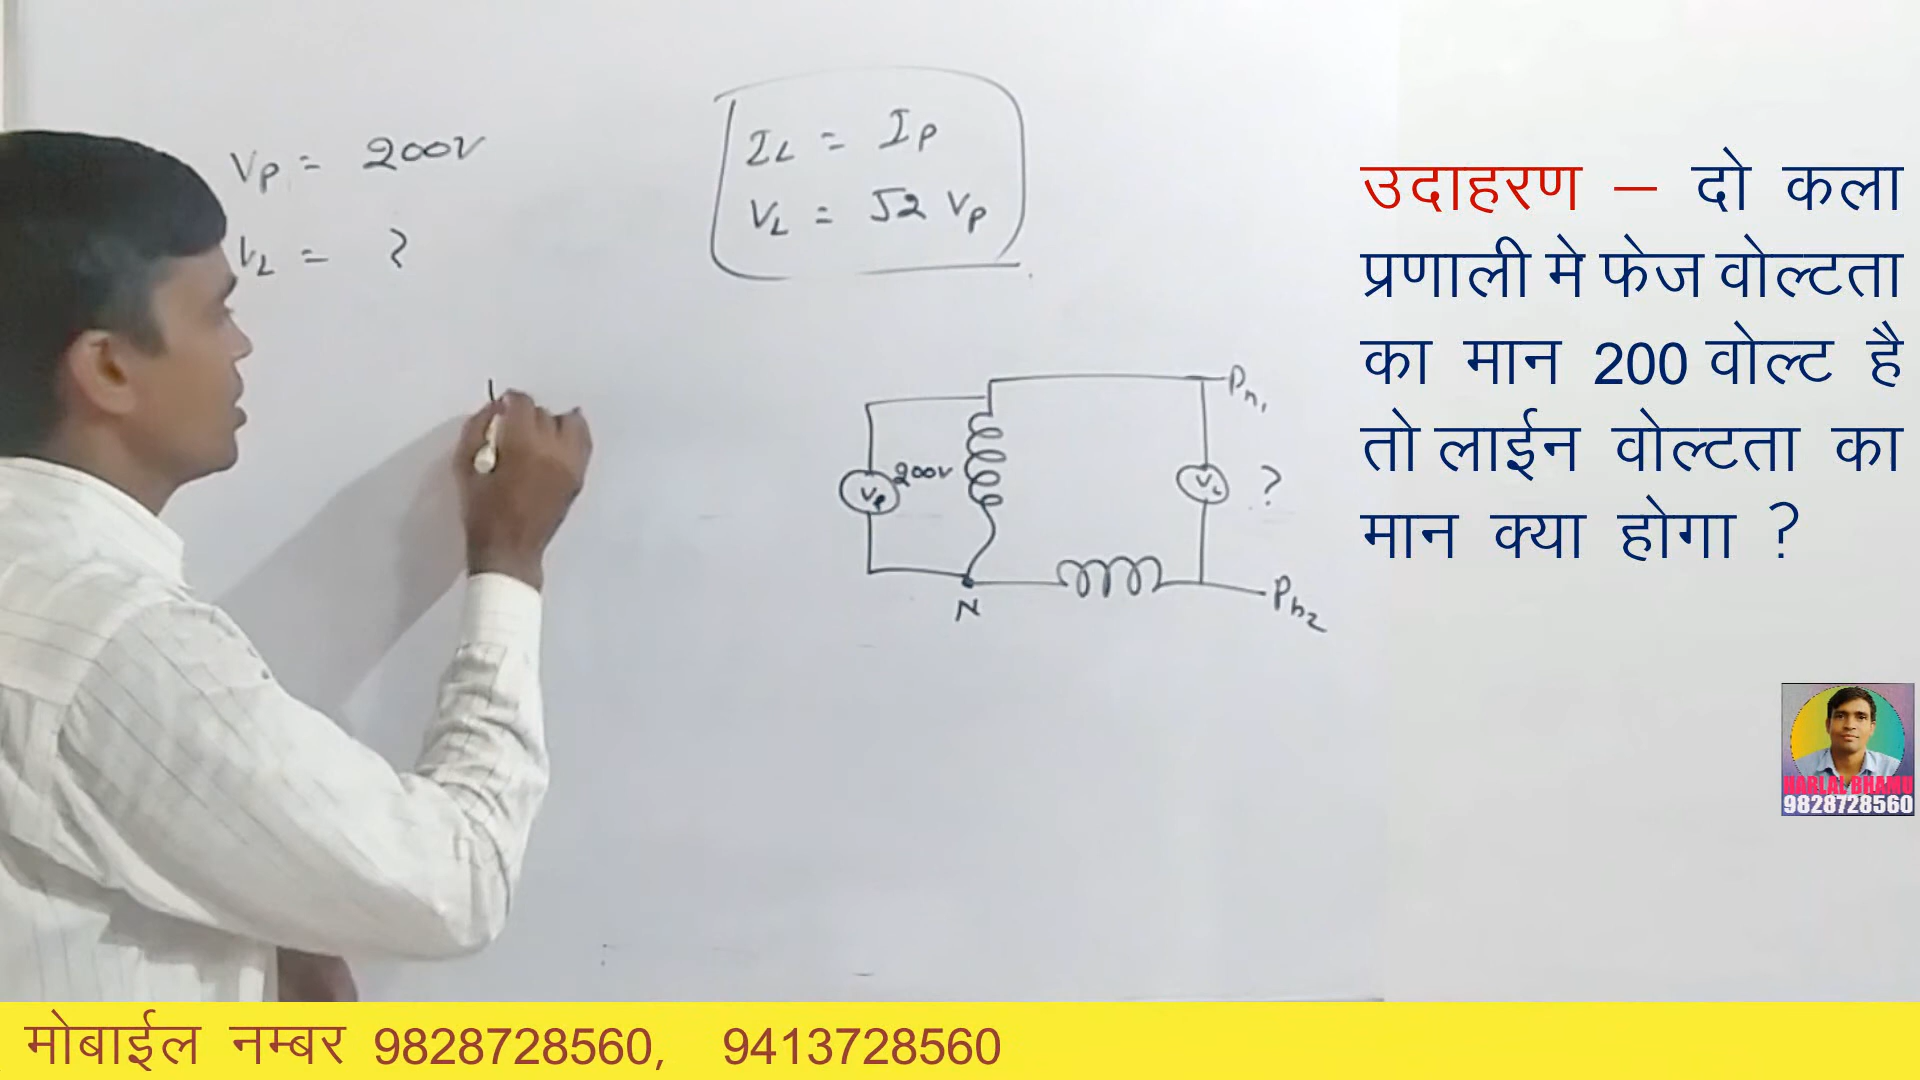 Vp = 200V
VL = ?
IL = Ip
VL = √2 Vp
Ph1
Vp 200V
VL ?
N
Ph2
उदाहरण – दो कला
प्रणाली मे फेज वोल्टता
का मान 200 वोल्ट है
तो लाईन वोल्टता का
मान क्या होगा ?
HARLAL BHAMU
9828728560
मोबाईल नम्बर 9828728560, 9413728560